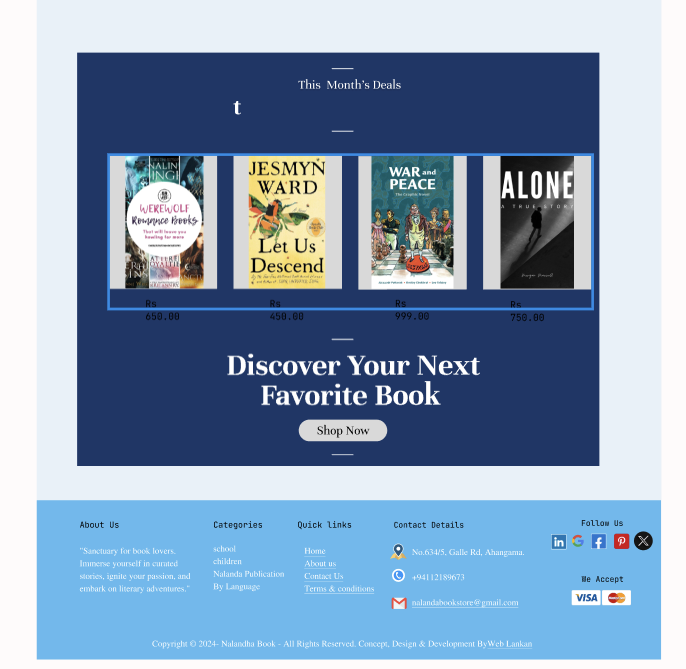 This Month's Deals
t
NALINI
SINGH
WEREWOLF
Romance Books
That will leave you
howling for more
JESMYN
WARD
Let Us
Descend
WAR and
PEACE
The Graphic Novel
ALONE
A TRUE STORY
Rs
650.00
Rs
450.00
Rs
999.00
Rs
750.00
Discover Your Next
Favorite Book
Shop Now
About Us
"Sanctuary for book lovers.
Immerse yourself in curated
stories, ignite your passion, and
embark on literary adventures."
Categories
school
children
Nalanda Publication
By Language
Quick links
Home
About us
Contact Us
Terms & conditions
Contact Details
No.634/5, Galle Rd, Ahangama.
+94112189673
nalandabookstore@gmail.com
Follow Us
We Accept
VISA
Copyright © 2024- Nalandha Book - All Rights Reserved. Concept, Design & Development ByWeb Lankan